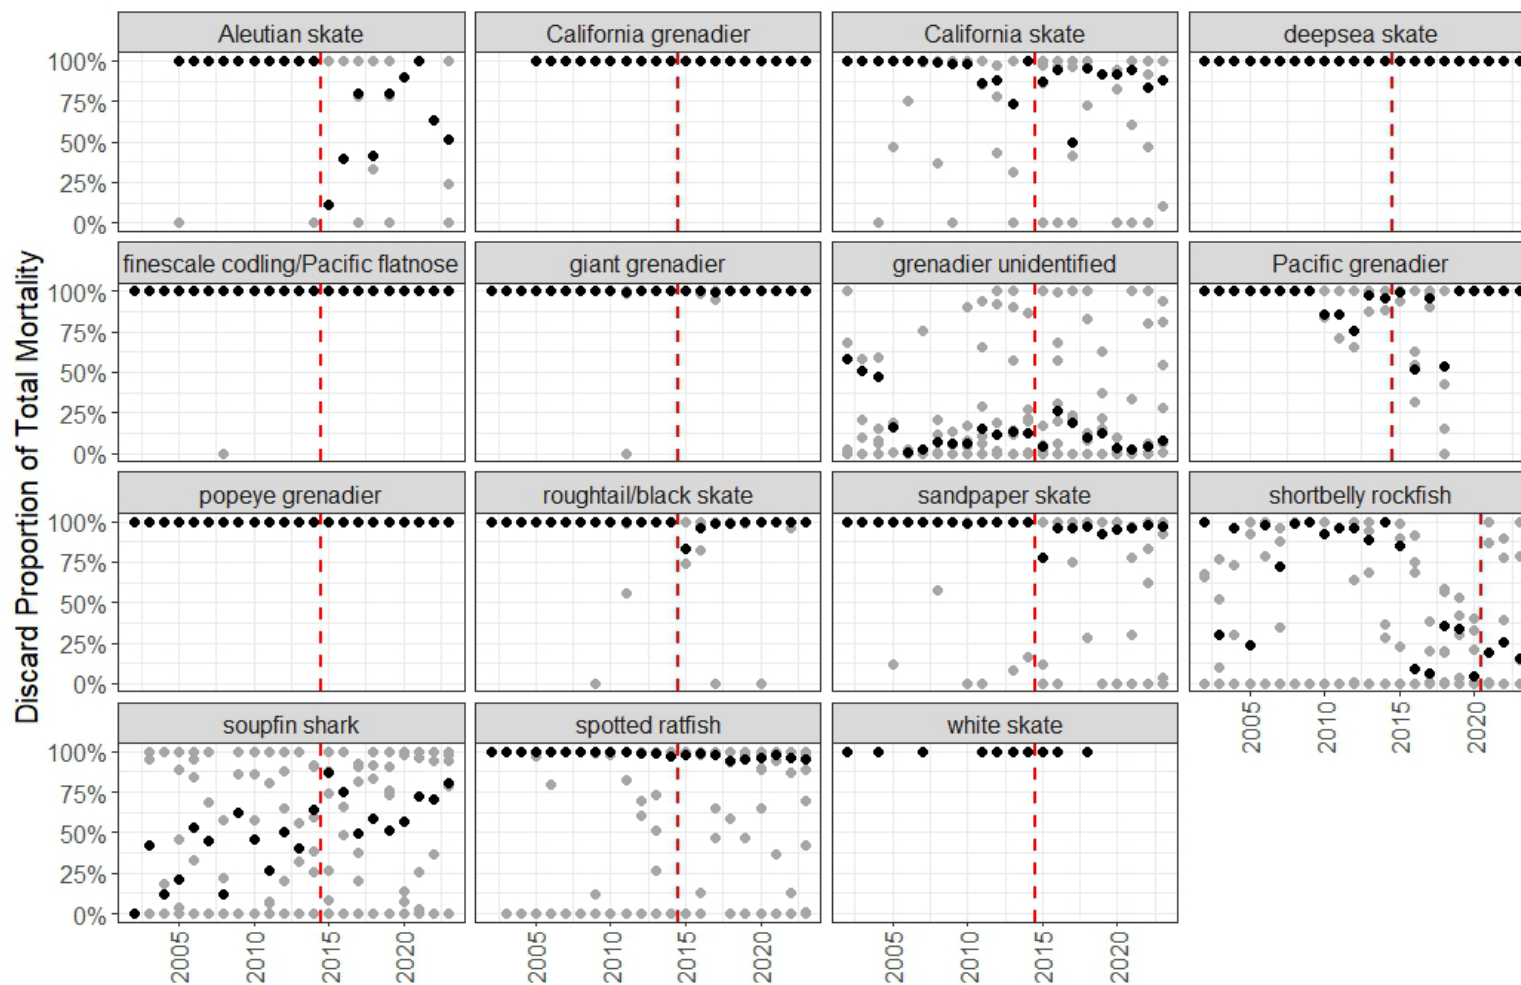 Discard Proportion of Total Mortality
Aleutian skate
California grenadier
California skate
deepsea skate
100%
75%
50%
25%
0%
finescale codling/Pacific flatnose
giant grenadier
grenadier unidentified
Pacific grenadier
100%
75%
50%
25%
0%
popeye grenadier
roughtail/black skate
sandpaper skate
shortbelly rockfish
100%
75%
50%
25%
0%
2005
2010
2015
2020
soupfin shark
spotted ratfish
white skate
100%
75%
50%
25%
0%
2005
2010
2015
2020
2005
2010
2015
2020
2005
2010
2015
2020